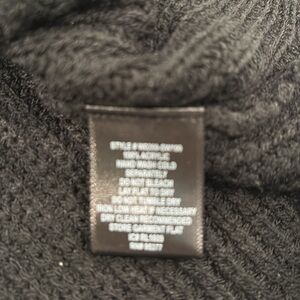 100% ACRYLIC
HAND WASH COLD
SEPARATELY
DO NOT BLEACH
LAY FLAT TO DRY
DO NOT TUMBLE DRY
IRON LOW HEAT IF NECESSARY
DRY CLEAN RECOMMENDED
STORE GARMENT FLAT